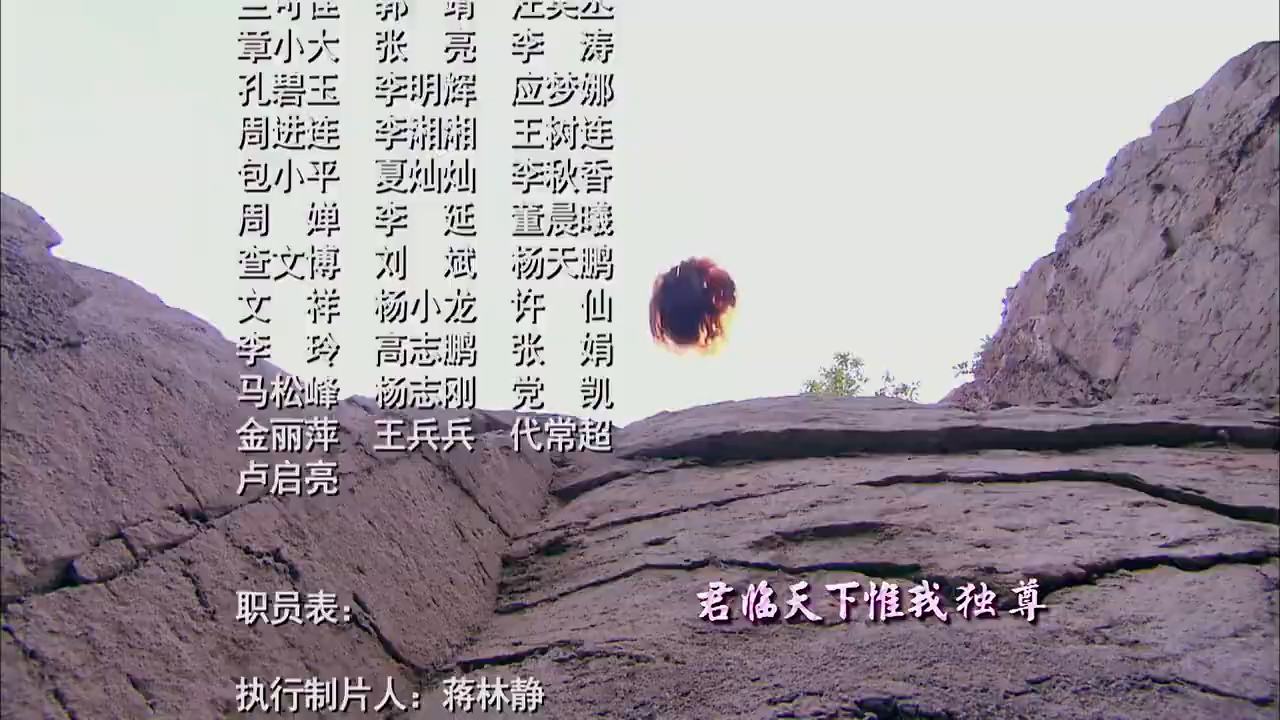 章小大 张 亮 李 涛
孔碧玉 李明辉 应梦娜
周进连 李湘湘 王树连
包小平 夏灿灿 李秋香
周 婵 李 延 董晨曦
查文博 刘 斌 杨天鹏
文 祥 杨小龙 许 仙
李 玲 高志鹏 张 娟
马松峰 杨志刚 党 凯
金丽萍 王兵兵 代常超
卢启亮
职员表：
君临天下惟我独尊
执行制片人：蒋林静